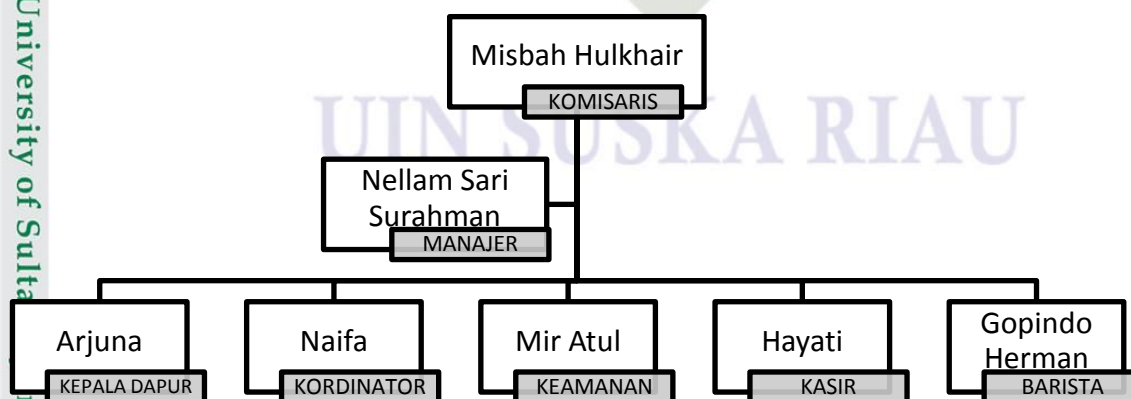 University of Sulta
UIN SUSKA RIAU
Misbah Hulkhair
KOMISARIS
Nellam Sari
Surahman
MANAJER
Arjuna
KEPALA DAPUR
Naifa
KORDINATOR
Mir Atul
KEAMANAN
Hayati
KASIR
Gopindo
Herman
BARISTA